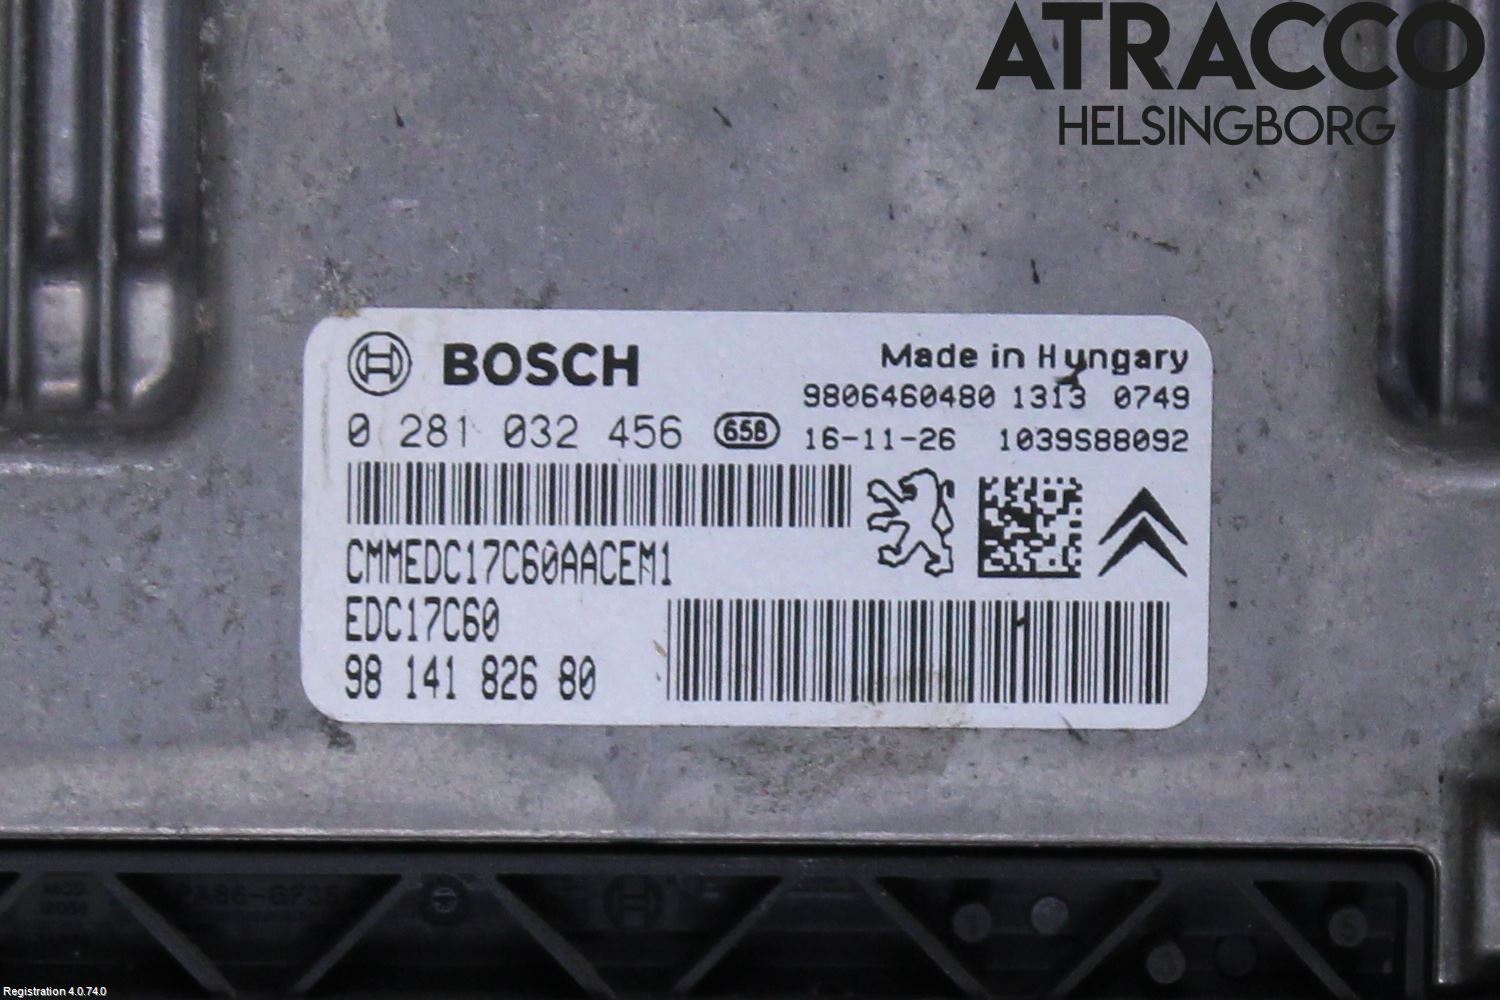 ATRACCO
HELSINGBORG
BOSCH
Made in Hungary
9806460480 1313 0749
0 281 032 456 658
16-11-26 1039S88092
CMMEDC17C60AACEM1
EDC17C60
98 141 826 80
Registration 4.0.74.0